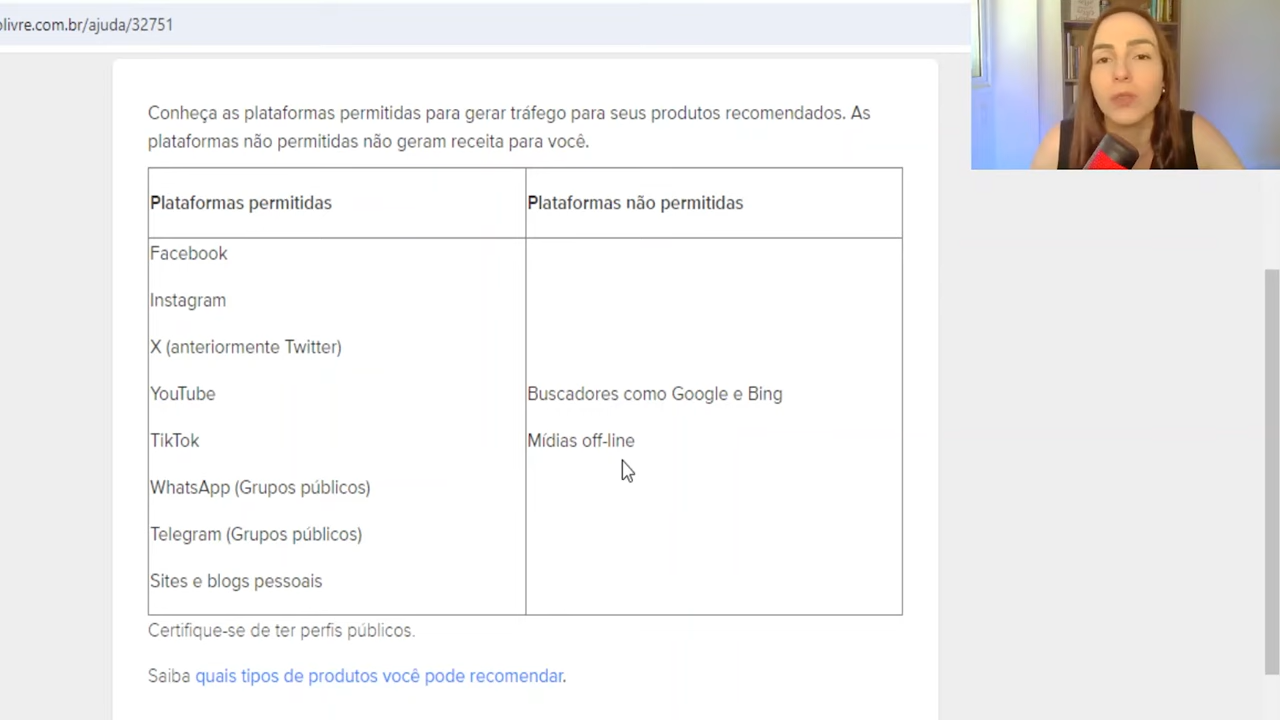 olivre.com.br/ajuda/32751
Conheça as plataformas permitidas para gerar tráfego para seus produtos recomendados. As
plataformas não permitidas não geram receita para você.
Plataformas permitidas
Plataformas não permitidas
Facebook
Instagram
X (anteriormente Twitter)
YouTube
Buscadores como Google e Bing
TikTok
Mídias off-line
WhatsApp (Grupos públicos)
Telegram (Grupos públicos)
Sites e blogs pessoais
Certifique-se de ter perfis públicos.
Saiba quais tipos de produtos você pode recomendar.